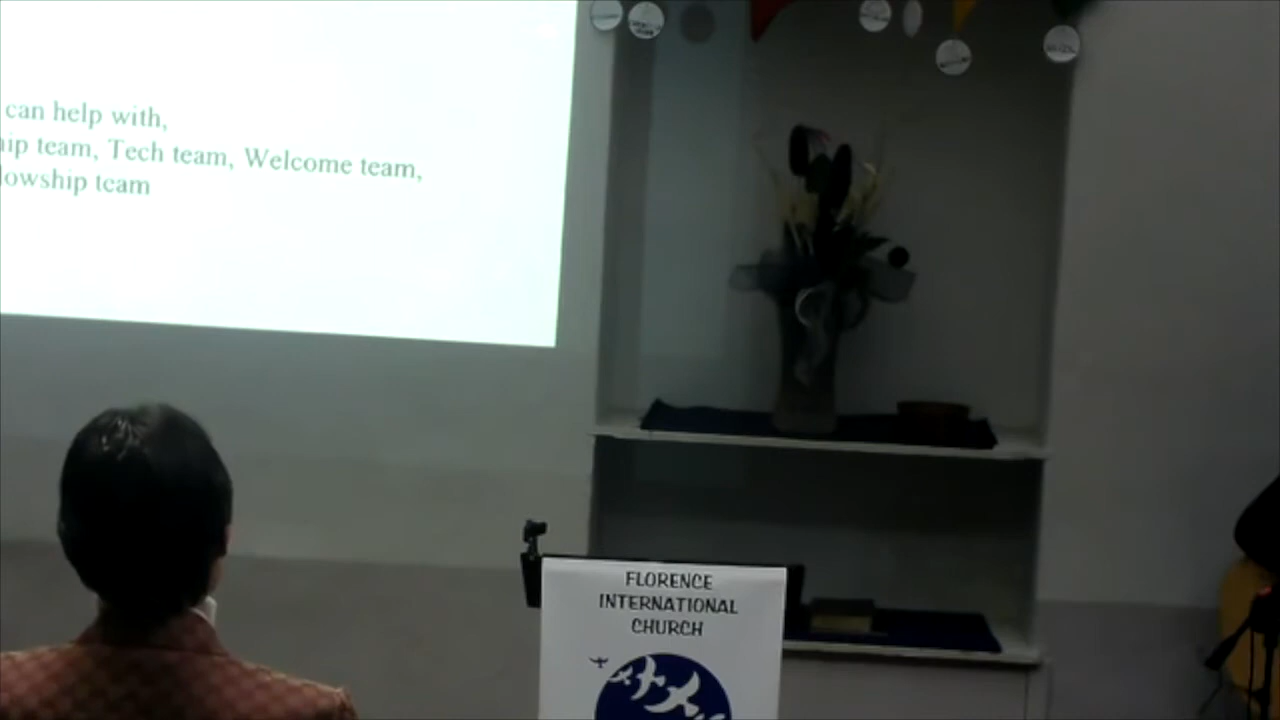 can help with,
ip team, Tech team, Welcome team,
lowship team
FLORENCE
INTERNATIONAL
CHURCH